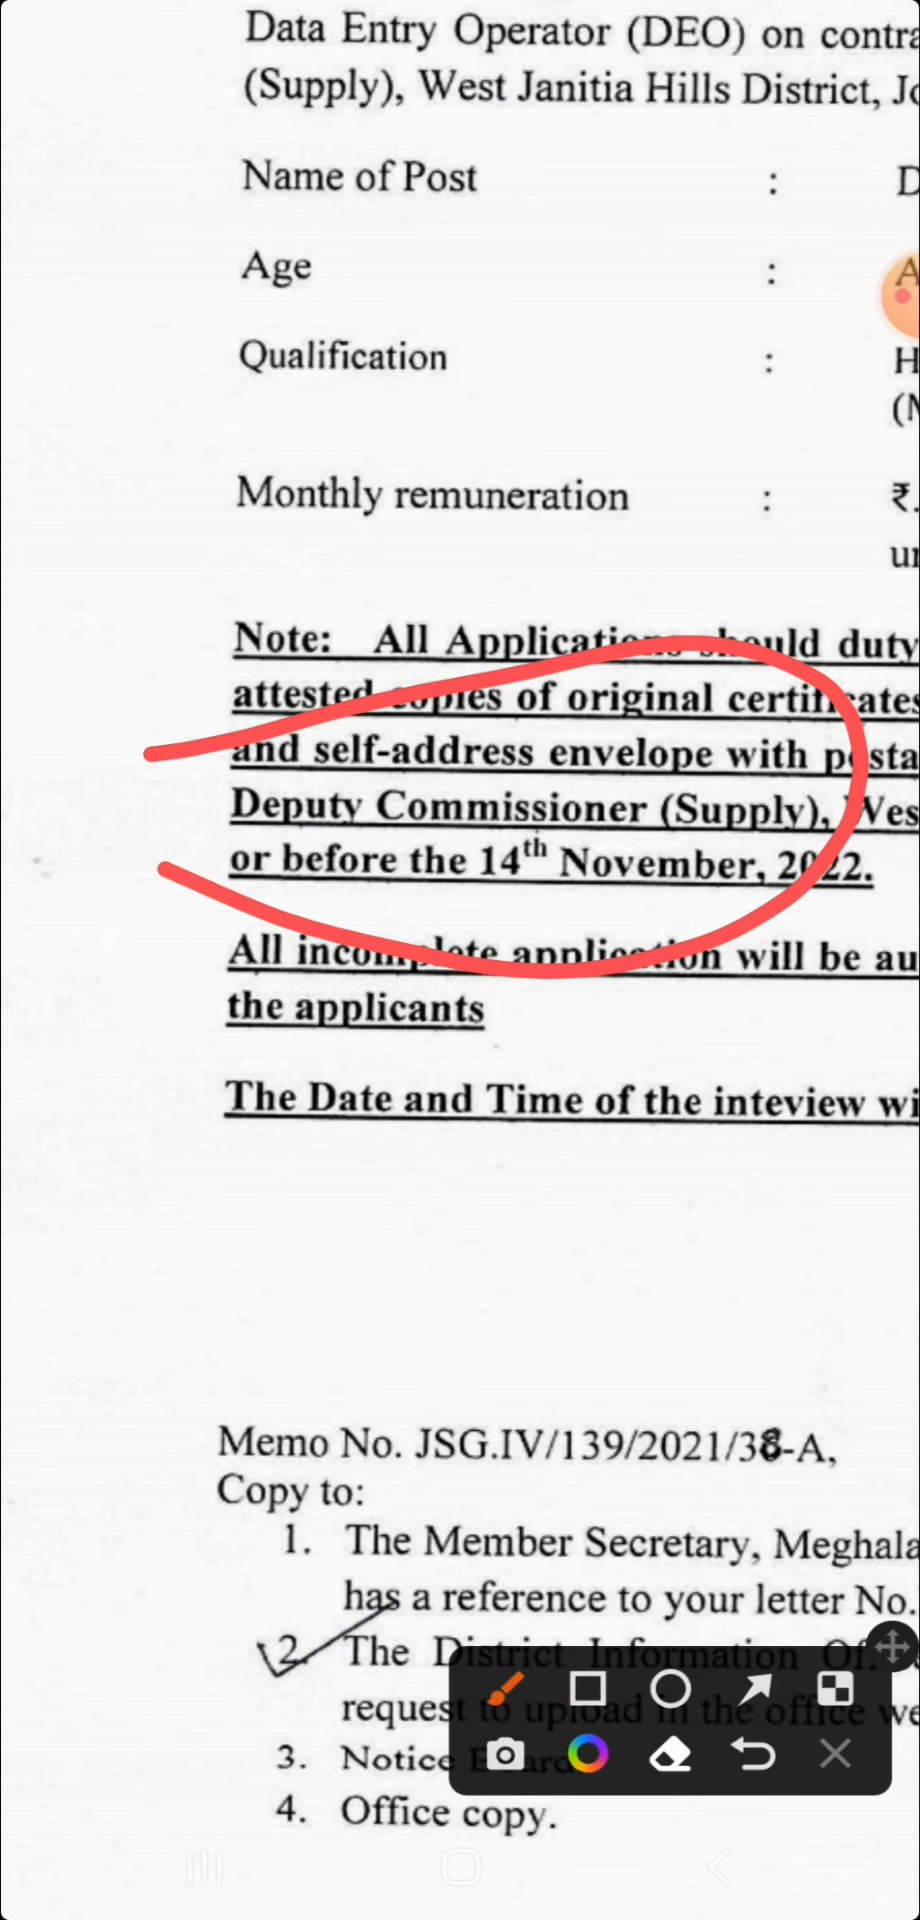 Data Entry Operator (DEO) on contra
(Supply), West Janitia Hills District, Jo
Name of Post : D
Age : A
Qualification : H
(M
Monthly remuneration : ₹.
un
Note: All Applications should duty
attested copies of original certificates
and self-address envelope with posta
Deputy Commissioner (Supply), Wes
or before the 14th November, 2022.
All incomplete application will be au
the applicants
The Date and Time of the inteview wi
Memo No. JSG.IV/139/2021/38-A,
Copy to:
1. The Member Secretary, Meghala
has a reference to your letter No.
2. The District Information Of
request to upload in the office we
3. Notice Board
4. Office copy.